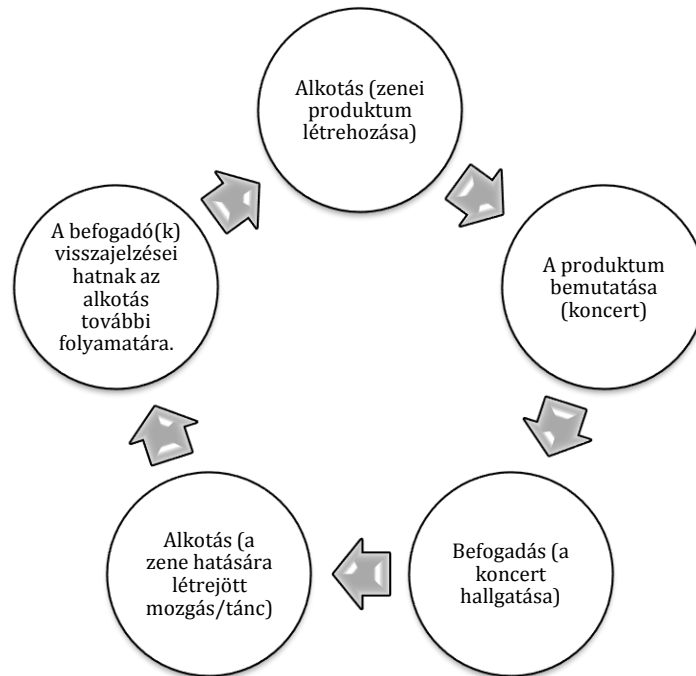 Alkotás (zenei
produktum
létrehozása)
A produktum
bemutatása
(koncert)
Befogadás (a
koncert
hallgatása)
Alkotás (a
zene hatására
létrejött
mozgás/tánc)
A befogadó(k)
visszajelzései
hatnak az
alkotás
további
folyamatára.